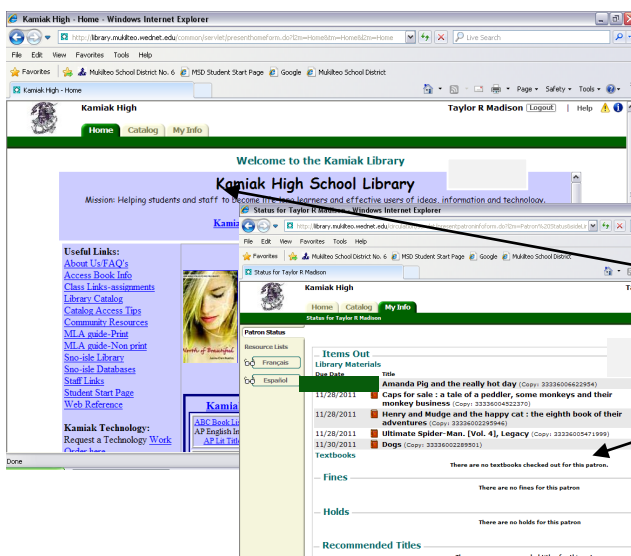 Kamiak High - Home - Windows Internet Explorer
http://library.mukilteo.wednet.edu/common/servlet/presenthomeform.do?l2m=Home&tm=Home&l2m=Home
Live Search
File Edit View Favorites Tools Help
Favorites Mukilteo School District No. 6 MSD Student Start Page Google Mukilteo School District
Kamiak High - Home
Page Safety Tools
Kamiak High
Taylor R Madison Logout | Help
Home Catalog My Info
Welcome to the Kamiak Library
Kamiak High School Library
Mission: Helping students and staff to become life-long learners and effective users of ideas, information and technology.
Useful Links:
About Us/FAQ's
Access Book Info
Class Links-assignments
Library Catalog
Catalog Access Tips
Community Resources
MLA guide-Print
MLA guide-Non print
Sno-isle Library
Sno-isle Databases
Staff Links
Student Start Page
Web Reference
Kamiak Technology:
Request a Technology Work
Order here
North of Beautiful
Kamia
ABC Book Li
AP English In
AP Lit Titl
Done
Status for Taylor R Madison - Windows Internet Explorer
File Edit View Favorites Tools Help
Favorites Mukilteo School District No. 6 MSD Student Start Page Google Mukilteo School District
Status for Taylor R Madison
Kamiak High
Ta
Home Catalog My Info
Status for Taylor R Madison
Patron Status
Resource Lists
Français
Español
Items Out
Library Materials
Due Date Title
Amanda Pig and the really hot day (Copy: 33336006622954)
11/28/2011 Caps for sale : a tale of a peddler, some monkeys and their
monkey business (Copy: 33336004522370)
11/28/2011 Henry and Mudge and the happy cat : the eighth book of their
adventures (Copy: 33336002295946)
11/28/2011 Ultimate Spider-Man. [Vol. 4], Legacy (Copy: 33336005471999)
11/30/2011 Dogs (Copy: 33336002289501)
Textbooks
There are no textbooks checked out for this patron.
Fines
There are no fines for this patron
Holds
There are no holds for this patron
Recommended Titles